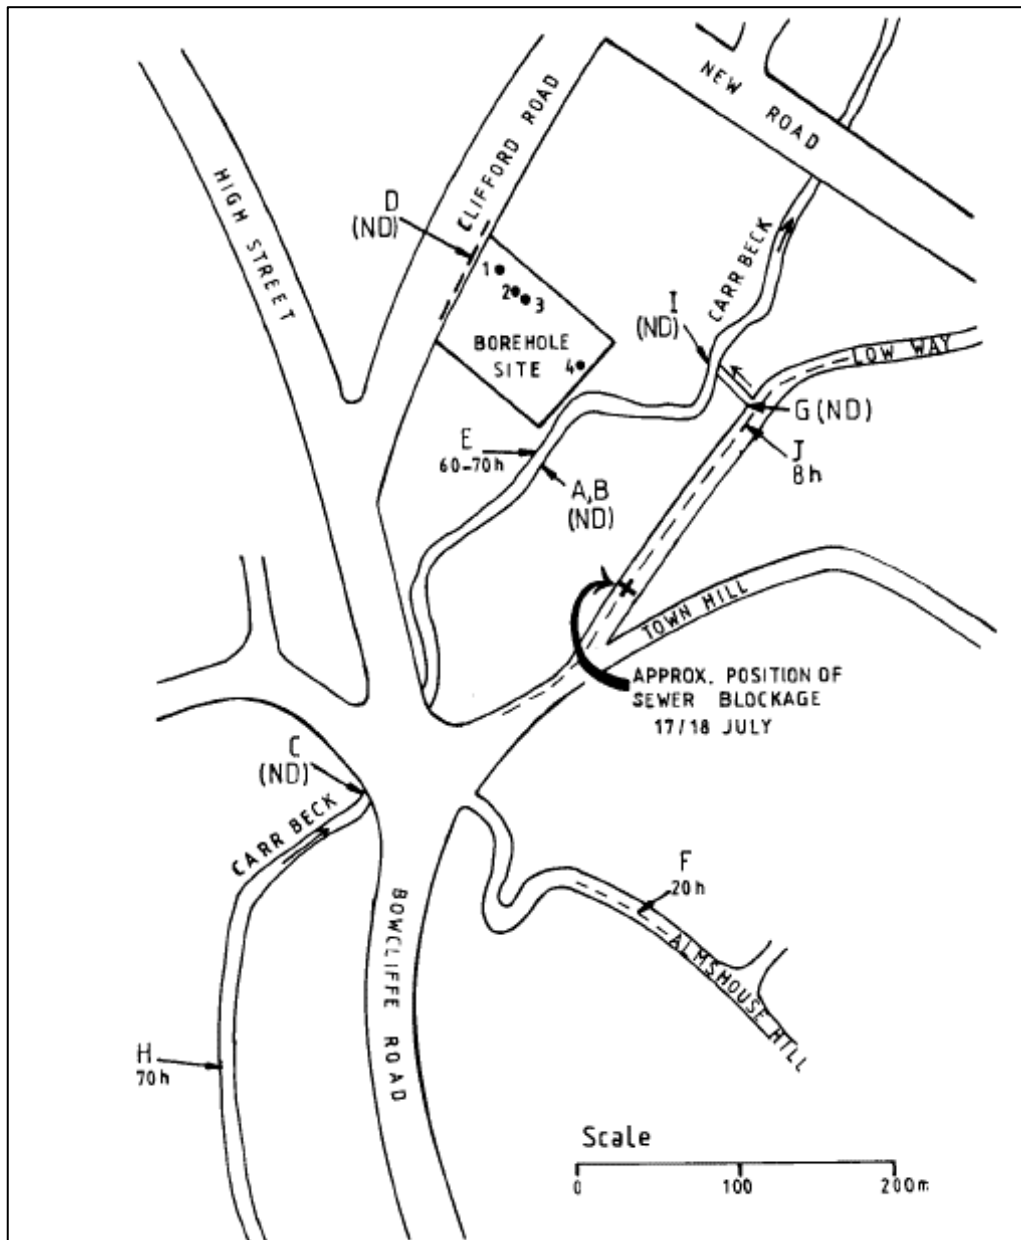 NEW ROAD
CLIFFORD ROAD
HIGH STREET
D
(ND)
CARR BECK
1
2
3
I
(ND)
BOREHOLE
SITE
4
LOW WAY
G (ND)
E
60-70h
J
8h
A,B
(ND)
TOWN HILL
APPROX. POSITION OF
SEWER BLOCKAGE
17/18 JULY
C
(ND)
CARR BECK
F
20h
BOWCLIFFE ROAD
ALMSHOUSE HILL
H
70h
Scale
0 100 200m